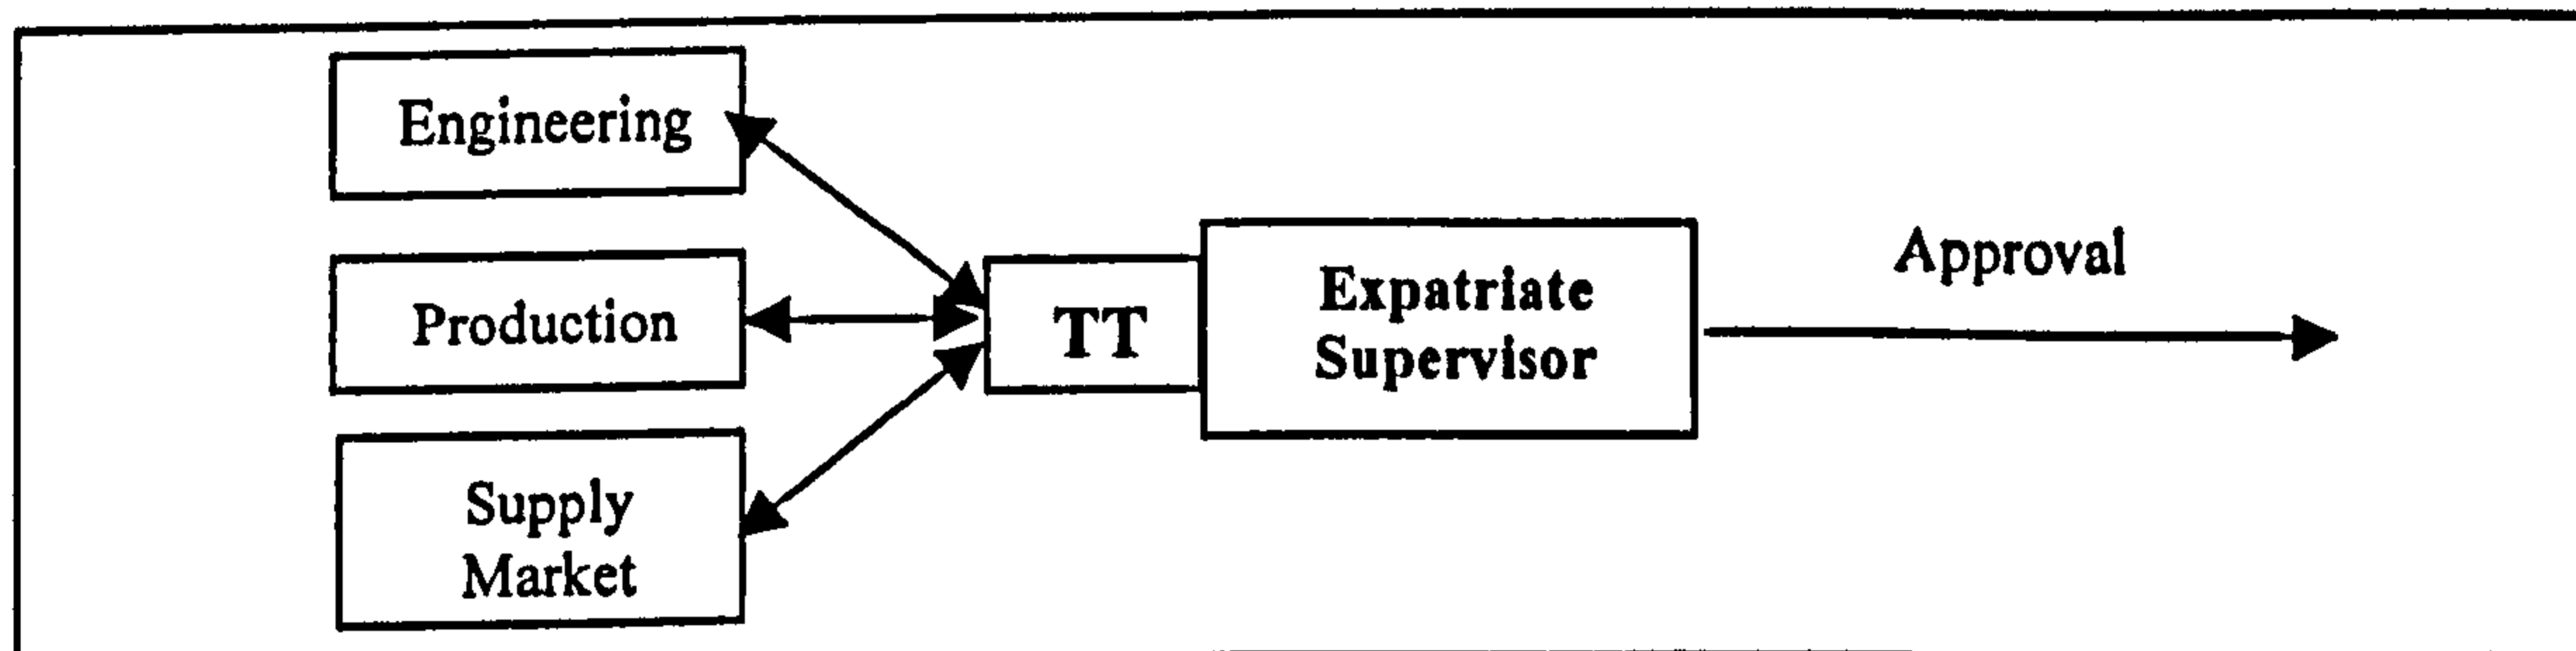 Engineering
Production
Supply
Market
TT
Expatriate
Supervisor
Approval